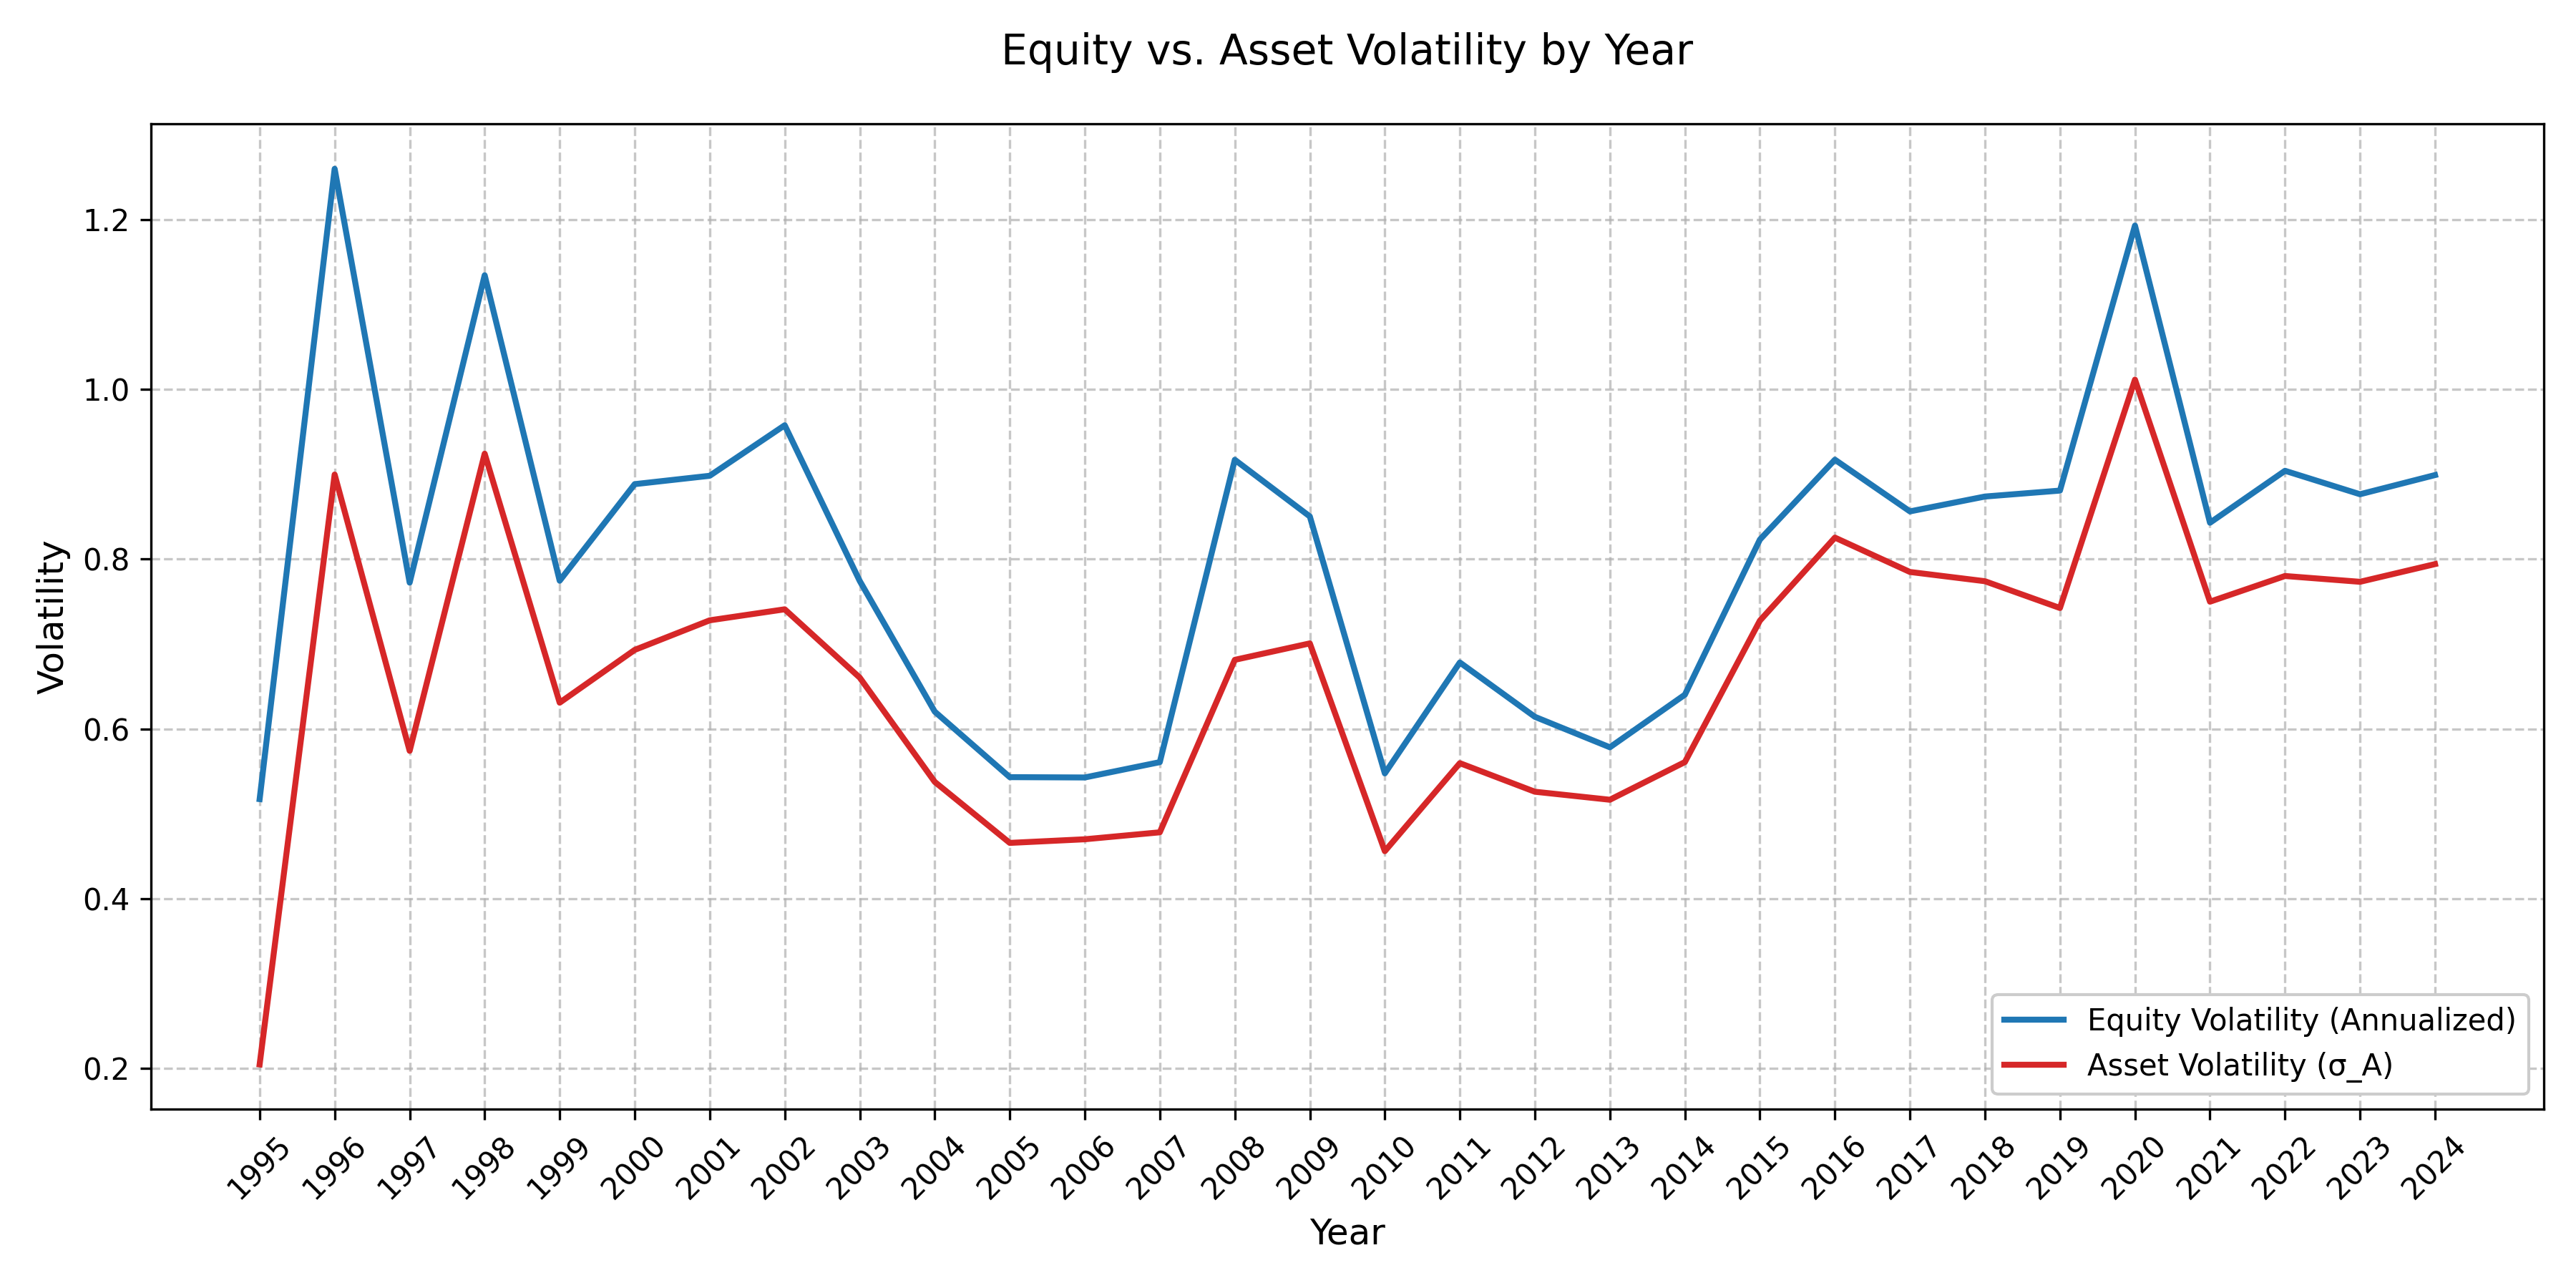 Equity vs. Asset Volatility by Year
Volatility
1.2
1.0
0.8
0.6
0.4
0.2
Equity Volatility (Annualized)
Asset Volatility (σ_A)
1995 1996 1997 1998 1999 2000 2001 2002 2003 2004 2005 2006 2007 2008 2009 2010 2011 2012 2013 2014 2015 2016 2017 2018 2019 2020 2021 2022 2023 2024
Year